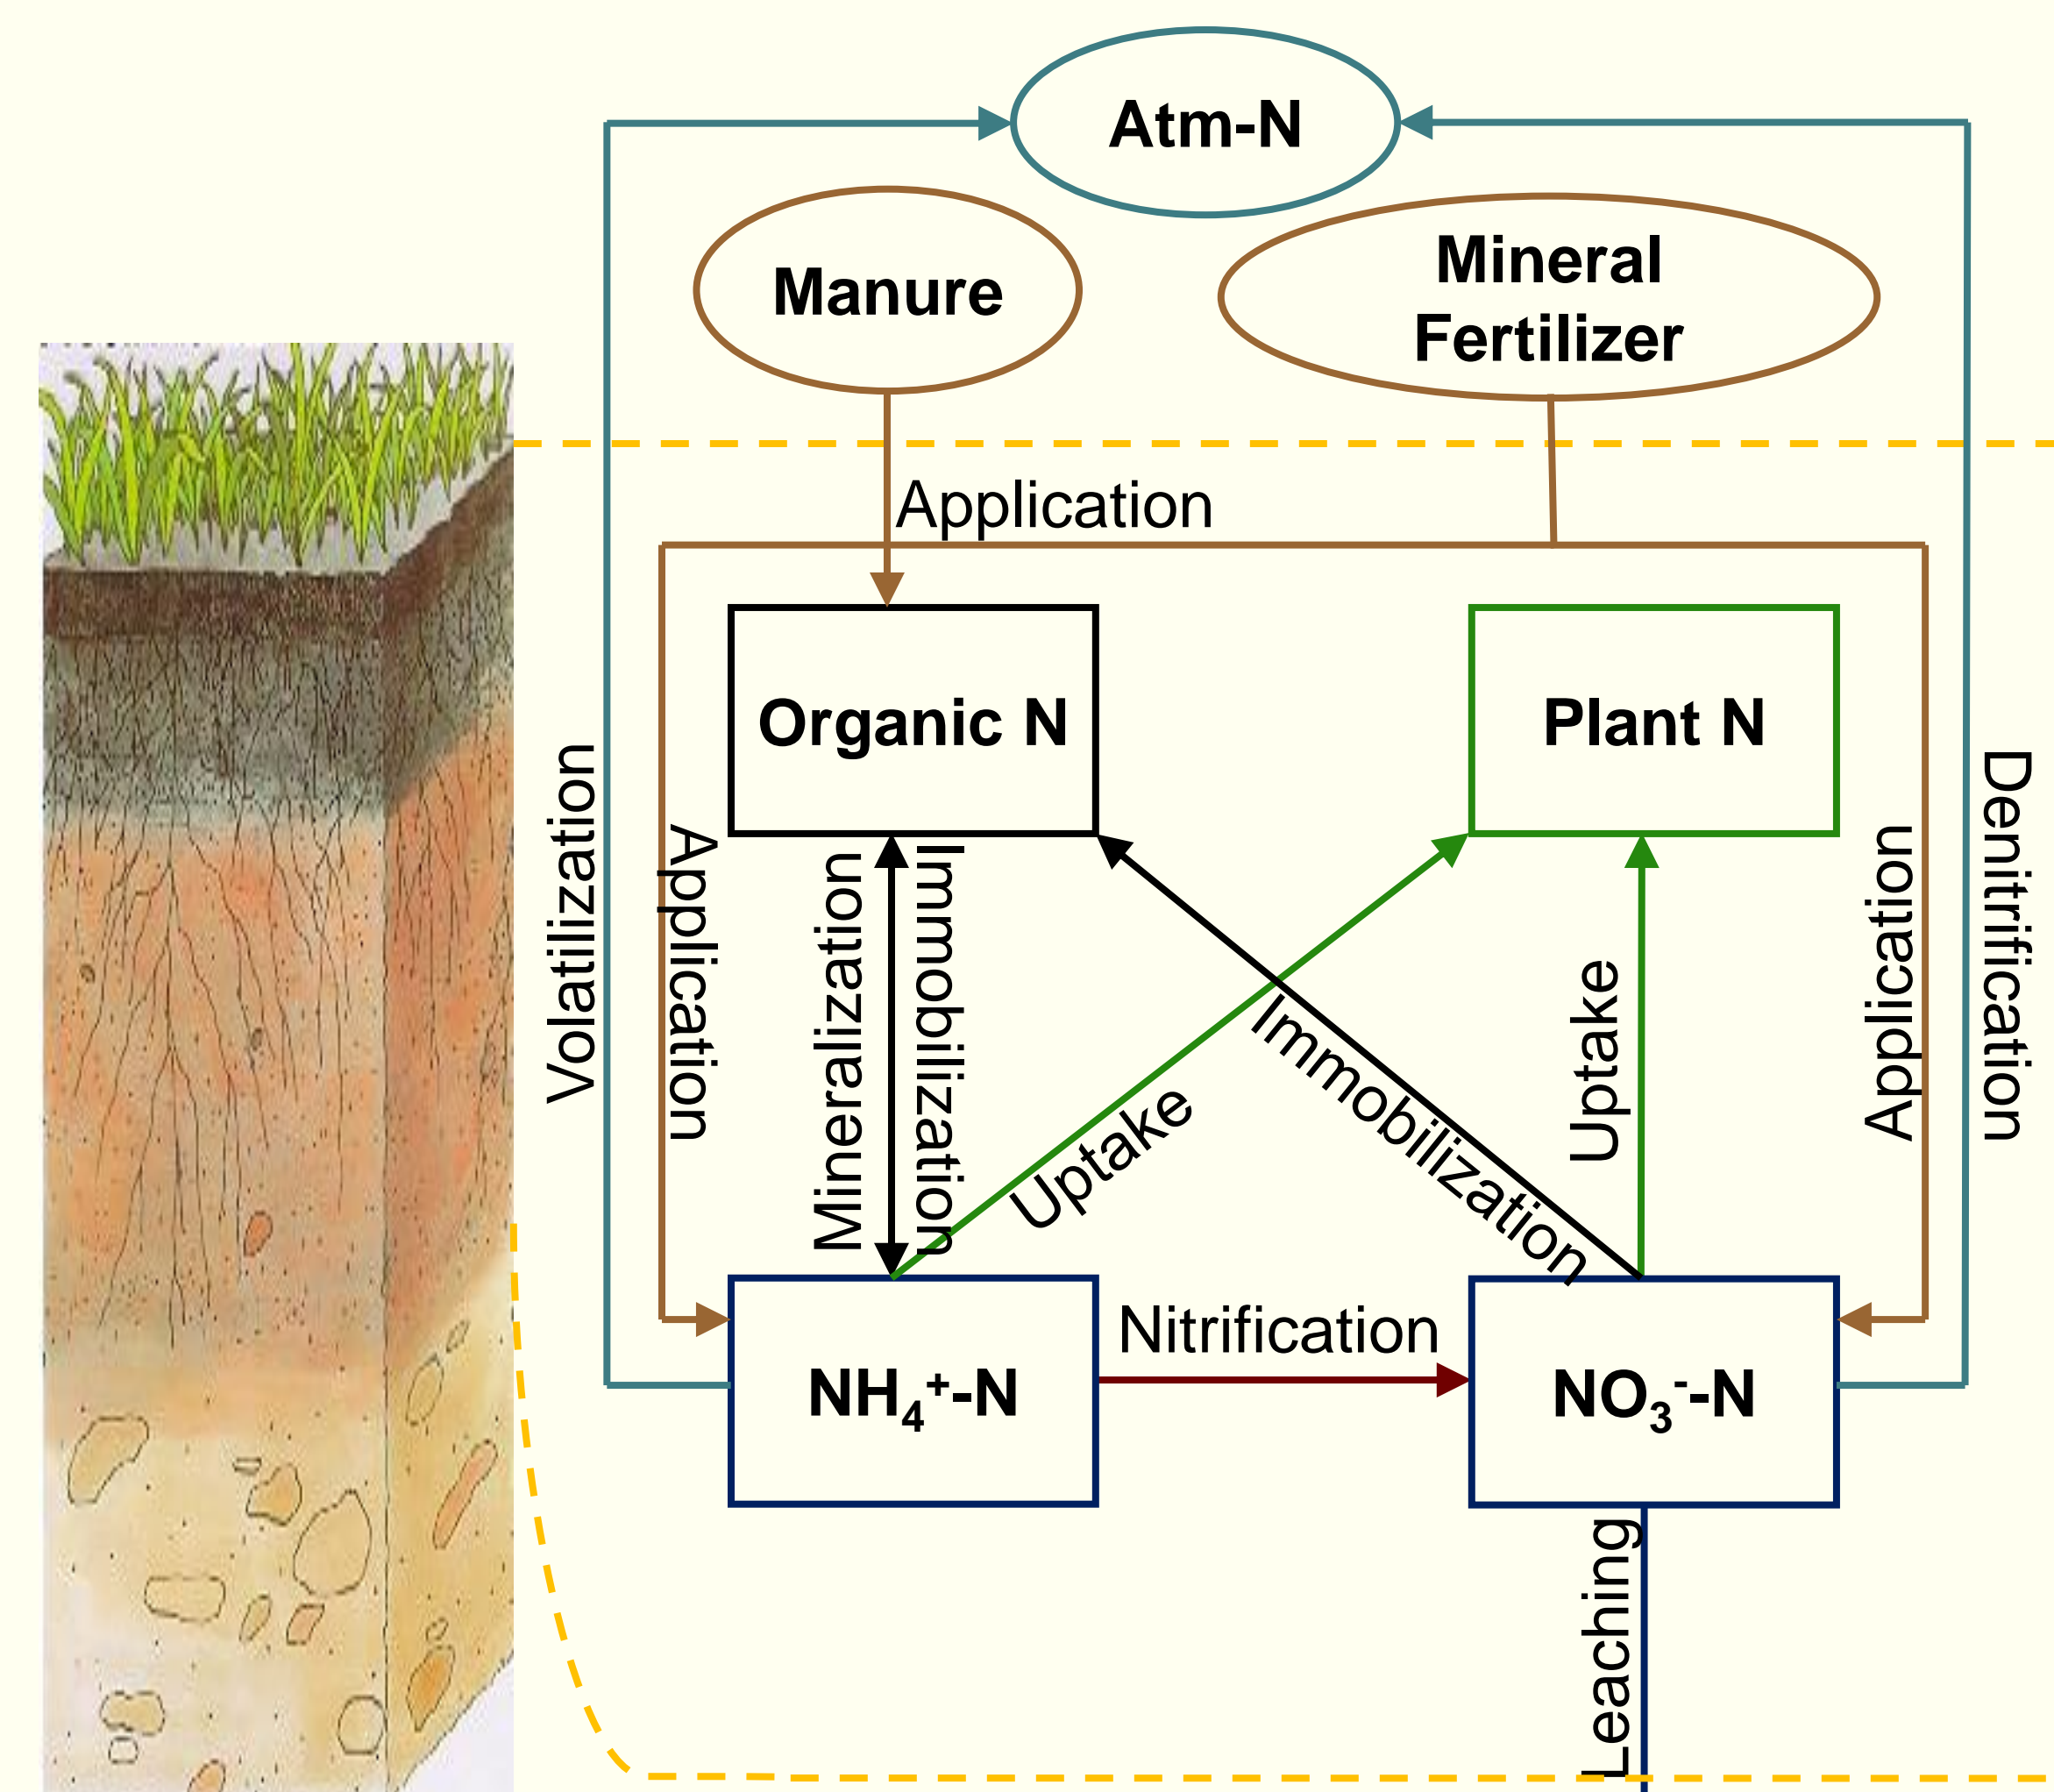 Atm-N
Manure
Mineral
Fertilizer
Application
Organic N
Plant N
Volatilization
Application
Mineralization
Immobilization
Uptake
Immobilization
Uptake
Application
Denitrification
Nitrification
NH₄⁺-N
NO₃⁻-N
Leaching